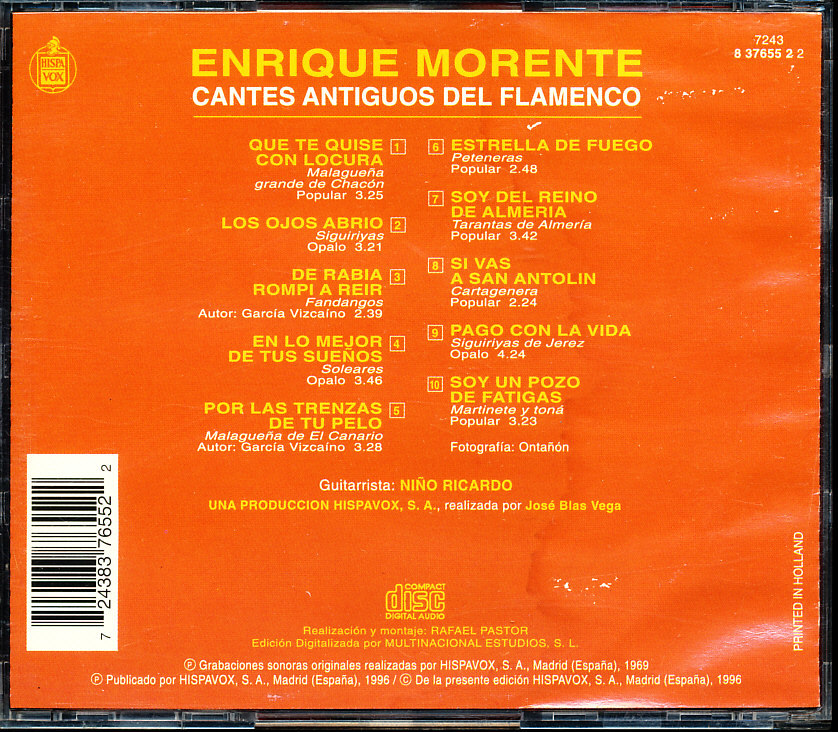 HISPA
VOX
ENRIQUE MORENTE
CANTES ANTIGUOS DEL FLAMENCO
7243
8 37655 2 2
QUE TE QUISE 1
CON LOCURA
Malagueña
grande de Chacón
Popular 3.25
LOS OJOS ABRIO 2
Siguiriyas
Opalo 3.21
DE RABIA 3
ROMPI A REIR
Fandangos
Autor: García Vizcaíno 2.39
EN LO MEJOR 4
DE TUS SUEÑOS
Soleares
Opalo 3.46
POR LAS TRENZAS 5
DE TU PELO
Malagueña de El Canario
Autor: García Vizcaíno 3.28
6 ESTRELLA DE FUEGO
Peteneras
Popular 2.48
7 SOY DEL REINO
DE ALMERIA
Tarantas de Almería
Popular 3.42
8 SI VAS
A SAN ANTOLIN
Cartagenera
Popular 2.24
9 PAGO CON LA VIDA
Siguiriyas de Jerez
Opalo 4.24
10 SOY UN POZO
DE FATIGAS
Martinete y toná
Popular 3.23
Fotografía: Ontañón
Guitarrista: NIÑO RICARDO
UNA PRODUCCION HISPAVOX, S. A., realizada por José Blas Vega
7 24383 76552 2
COMPACT
disc
DIGITAL AUDIO
Realización y montaje: RAFAEL PASTOR
Edición Digitalizada por MULTINACIONAL ESTUDIOS, S. L.
Ⓟ Grabaciones sonoras originales realizadas por HISPAVOX, S. A., Madrid (España), 1969
Ⓟ Publicado por HISPAVOX, S. A., Madrid (España), 1996 / Ⓒ De la presente edición HISPAVOX, S. A., Madrid (España), 1996
PRINTED IN HOLLAND